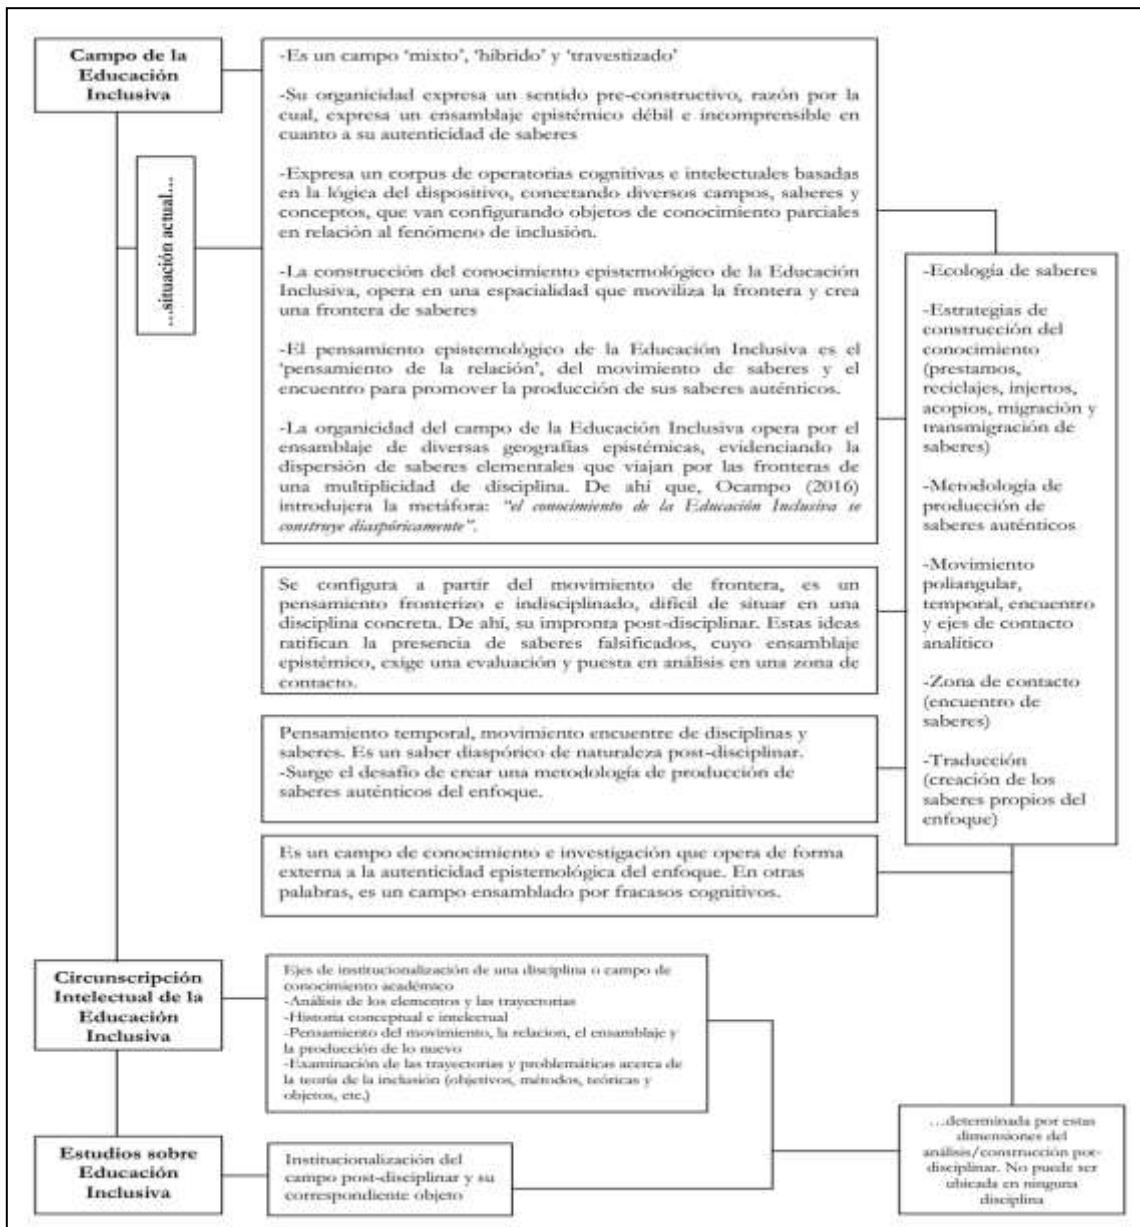 Campo de la
Educación
Inclusiva
...situación actual...
-Es un campo ‘mixto’, ‘híbrido’ y ‘travestizado’
-Su organicidad expresa un sentido pre-constructivo, razón por la
cual, expresa un ensamblaje epistémico débil e incomprensible en
cuanto a su autenticidad de saberes
-Expresa un corpus de operatorias cognitivas e intelectuales basadas
en la lógica del dispositivo, conectando diversos campos, saberes y
conceptos, que van configurando objetos de conocimiento parciales
en relación al fenómeno de inclusión.
-La construcción del conocimiento epistemológico de la Educación
Inclusiva, opera en una espacialidad que moviliza la frontera y crea
una frontera de saberes
-El pensamiento epistemológico de la Educación Inclusiva es el
‘pensamiento de la relación’, del movimiento de saberes y el
encuentro para promover la producción de sus saberes auténticos.
-La organicidad del campo de la Educación Inclusiva opera por el
ensamblaje de diversas geografías epistémicas, evidenciando la
dispersión de saberes elementales que viajan por las fronteras de
una multiplicidad de disciplina. De ahí que, Ocampo (2016)
introdujera la metáfora: “el conocimiento de la Educación Inclusiva se
construye diaspóricamente”.
Se configura a partir del movimiento de frontera, es un
pensamiento fronterizo e indisciplinado, difícil de situar en una
disciplina concreta. De ahí, su impronta post-disciplinar. Estas ideas
ratifican la presencia de saberes falsificados, cuyo ensamblaje
epistémico, exige una evaluación y puesta en análisis en una zona de
contacto.
Pensamiento temporal, movimiento encuentre de disciplinas y
saberes. Es un saber diaspórico de naturaleza post-disciplinar.
-Surge el desafío de crear una metodología de producción de
saberes auténticos del enfoque.
Es un campo de conocimiento e investigación que opera de forma
externa a la autenticidad epistemológica del enfoque. En otras
palabras, es un campo ensamblado por fracasos cognitivos.
-Ecología de saberes
-Estrategias de
construcción del
conocimiento
(prestamos,
reciclajes, injertos,
acopios, migración y
transmigración de
saberes)
-Metodología de
producción de
saberes auténticos
-Movimiento
poliangular,
temporal, encuentro
y ejes de contacto
analítico
-Zona de contacto
(encuentro de
saberes)
-Traducción
(creación de los
saberes propios del
enfoque)
Circunscripción
Intelectual de la
Educación
Inclusiva
Ejes de institucionalización de una disciplina o campo de
conocimiento académico
-Análisis de los elementos y las trayectorias
-Historia conceptual e intelectual
-Pensamiento del movimiento, la relacion, el ensamblaje y
la producción de lo nuevo
-Examinación de las trayectorias y problemáticas acerca de
la teoría de la inclusión (objetivos, métodos, teóricas y
objetos, etc.)
Estudios sobre
Educación
Inclusiva
Institucionalización del
campo post-disciplinar y su
correspondiente objeto
...determinada por estas
dimensiones del
análisis/construcción pot-
disciplinar. No puede ser
ubicada en ninguna
disciplina